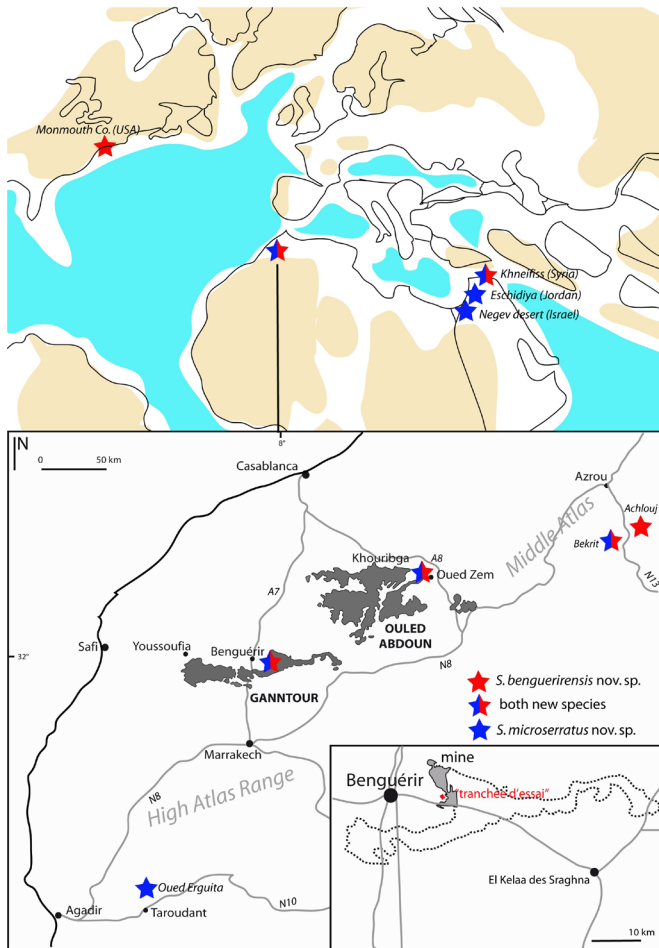 Monmouth Co. (USA)
Khneifiss (Syria)
Eschidiya (Jordan)
Negev desert (Israel)
8°
N
0 50 km
Casablanca
Azrou
Achlouj
Middle Atlas
Bekrit
Khouribga
A8
Oued Zem
N13
A7
OULED
ABDOUN
Safi
Youssoufia
Benguérir
32°
N8
GANNTOUR
S. benguerirensis nov. sp.
both new species
S. microserratus nov. sp.
Marrakech
mine
Benguérir
"tranchée d'essai"
High Atlas Range
N8
El Kelaa des Sraghna
Oued Erguita
N10
Agadir
Taroudant
10 km